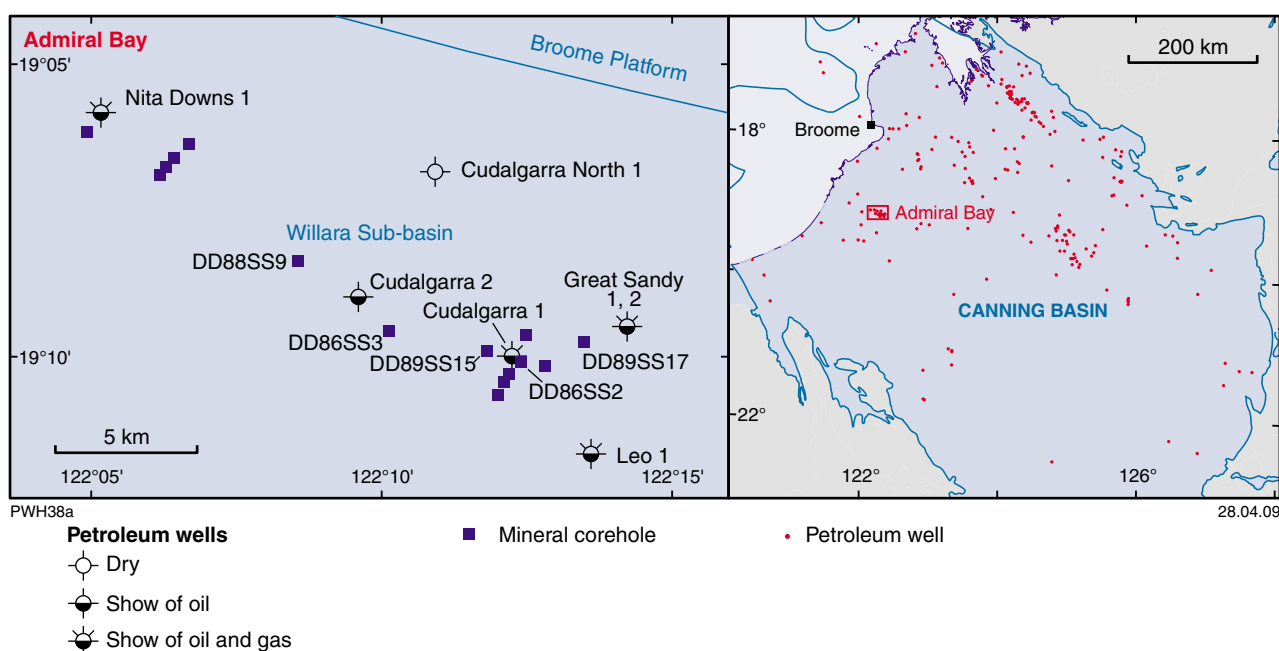 Admiral Bay
19°05'
Broome Platform
Nita Downs 1
Cudalgarra North 1
Willara Sub-basin
DD88SS9
Cudalgarra 2
Great Sandy
1, 2
Cudalgarra 1
DD86SS3
DD89SS15
DD89SS17
19°10'
DD86SS2
5 km
Leo 1
122°05'
122°10'
122°15'
200 km
18°
Broome
Admiral Bay
CANNING BASIN
22°
122°
126°
PWH38a
28.04.09
Petroleum wells
Dry
Show of oil
Show of oil and gas
Mineral corehole
Petroleum well